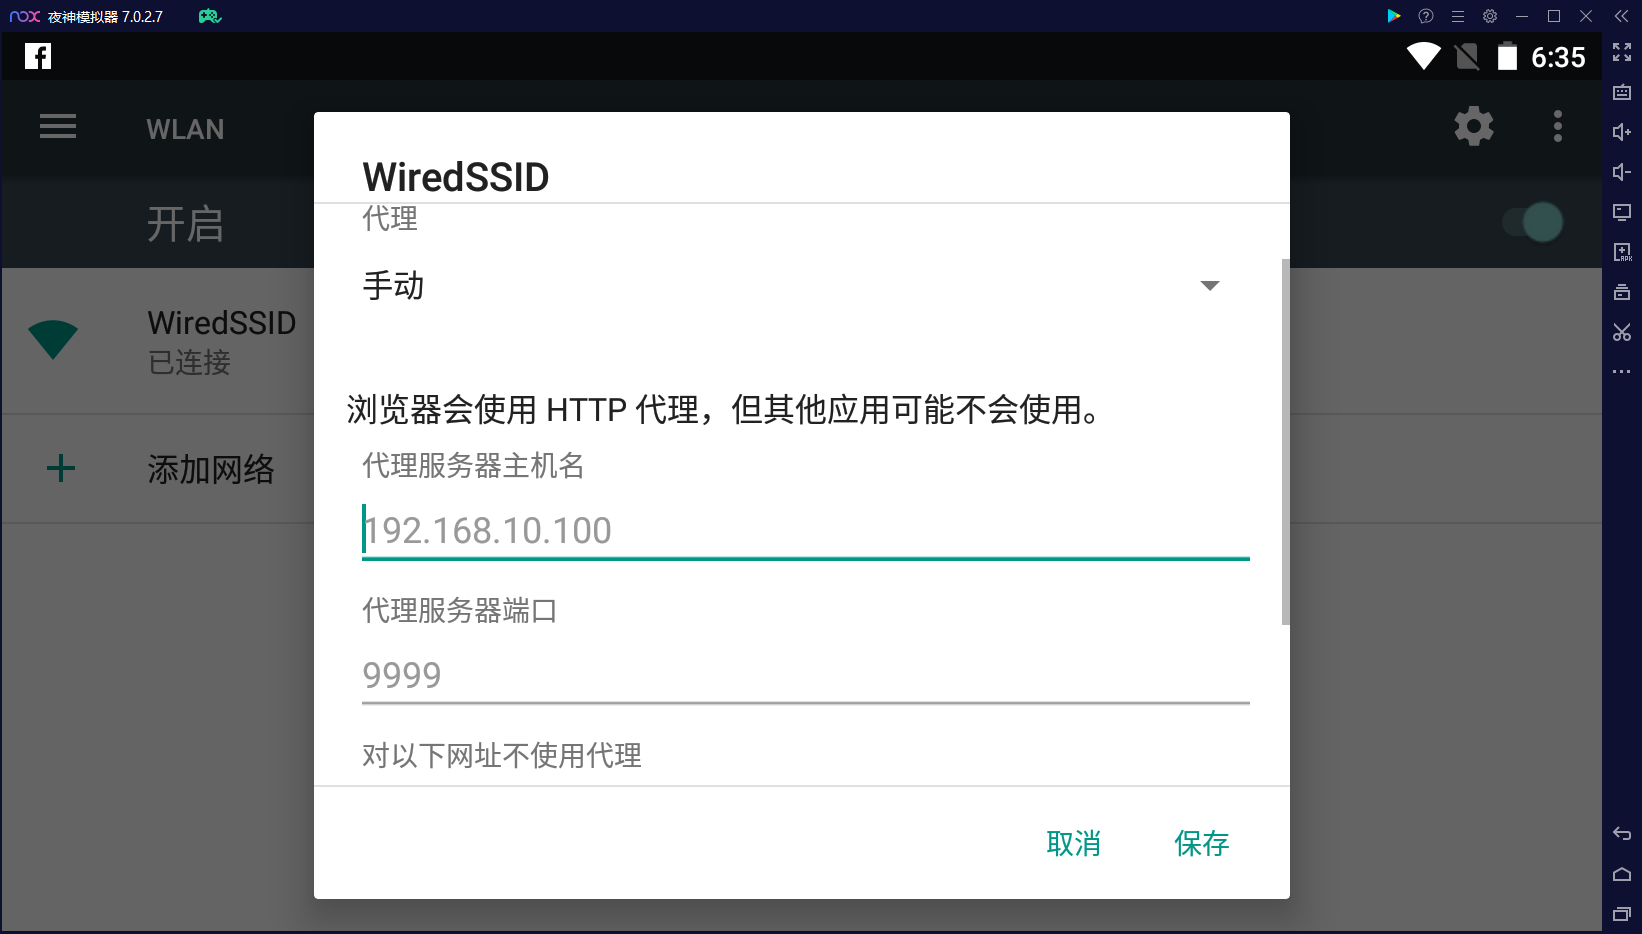 nox 夜神模拟器 7.0.2.7
6:35
WLAN
开启
WiredSSID
已连接
添加网络
WiredSSID
代理
手动
浏览器会使用 HTTP 代理，但其他应用可能不会使用。
代理服务器主机名
192.168.10.100
代理服务器端口
9999
对以下网址不使用代理
取消
保存
APK